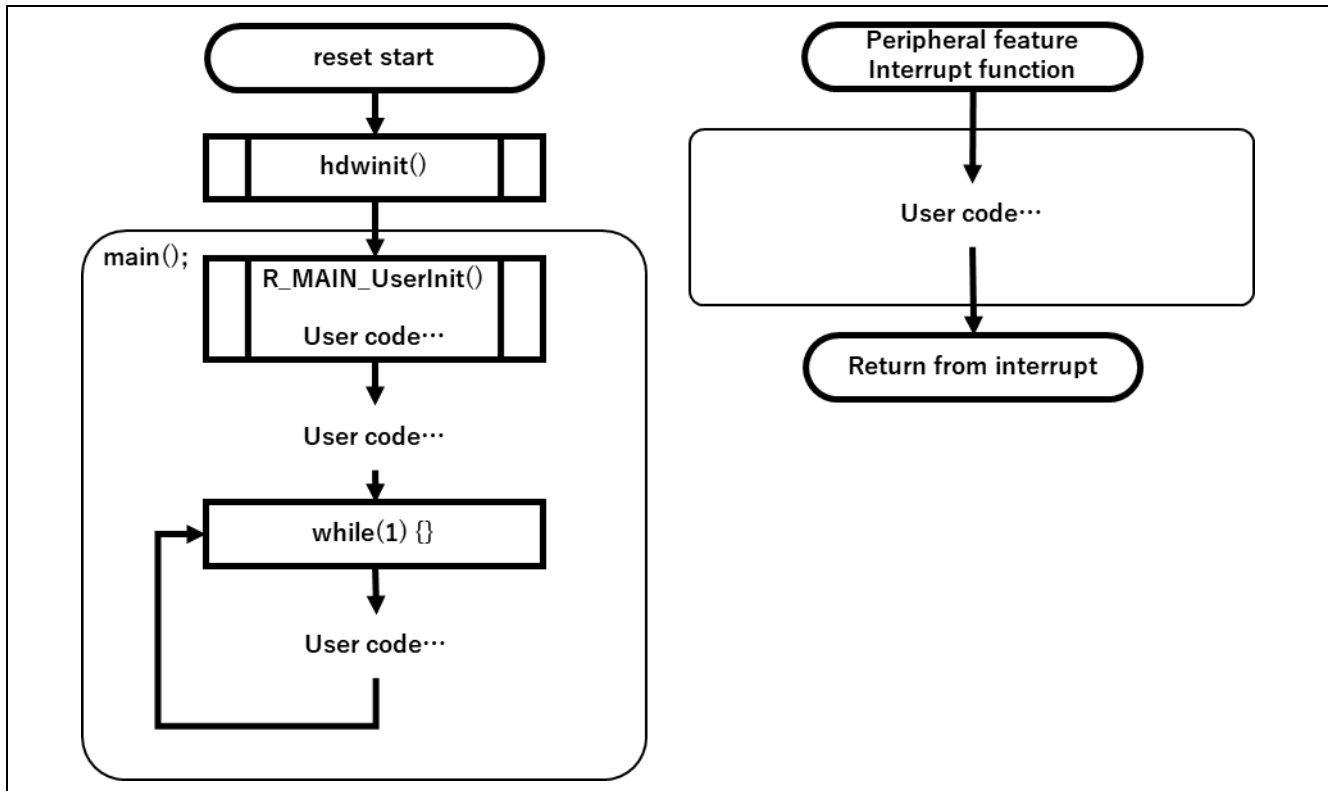 reset start
hdwinit()
main();
R_MAIN_UserInit()
User code…
User code…
while(1) {}
User code…
Peripheral feature
Interrupt function
User code…
Return from interrupt